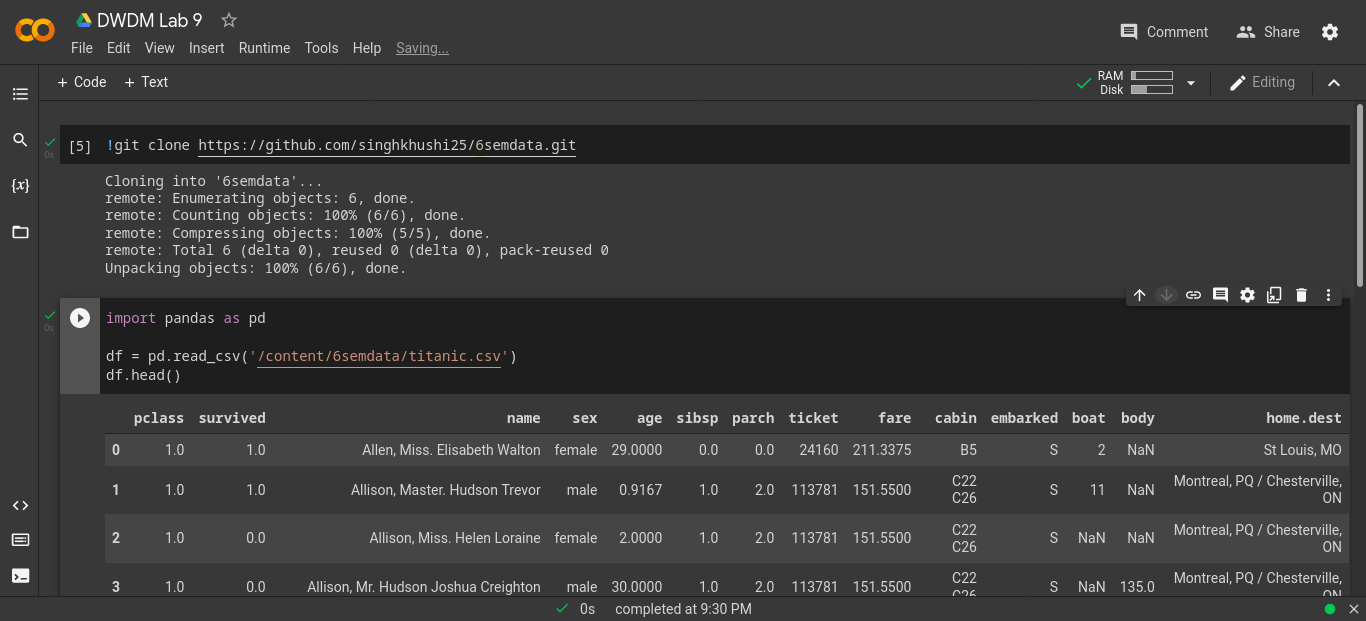 DWDM Lab 9
File Edit View Insert Runtime Tools Help Saving...
Comment Share
+ Code + Text
RAM
Disk
Editing
[5] !git clone https://github.com/singhkhushi25/6semdata.git
0s
Cloning into '6semdata'...
remote: Enumerating objects: 6, done.
remote: Counting objects: 100% (6/6), done.
remote: Compressing objects: 100% (5/5), done.
remote: Total 6 (delta 0), reused 0 (delta 0), pack-reused 0
Unpacking objects: 100% (6/6), done.
{x}
import pandas as pd
0s
df = pd.read_csv('/content/6semdata/titanic.csv')
df.head()
pclass survived name sex age sibsp parch ticket fare cabin embarked boat body home.dest
0 1.0 1.0 Allen, Miss. Elisabeth Walton female 29.0000 0.0 0.0 24160 211.3375 B5 S 2 NaN St Louis, MO
1 1.0 1.0 Allison, Master. Hudson Trevor male 0.9167 1.0 2.0 113781 151.5500 C22 C26 S 11 NaN Montreal, PQ / Chesterville, ON
2 1.0 0.0 Allison, Miss. Helen Loraine female 2.0000 1.0 2.0 113781 151.5500 C22 C26 S NaN NaN Montreal, PQ / Chesterville, ON
3 1.0 0.0 Allison, Mr. Hudson Joshua Creighton male 30.0000 1.0 2.0 113781 151.5500 C22 C26 S NaN 135.0 Montreal, PQ / Chesterville, ON
0s completed at 9:30 PM